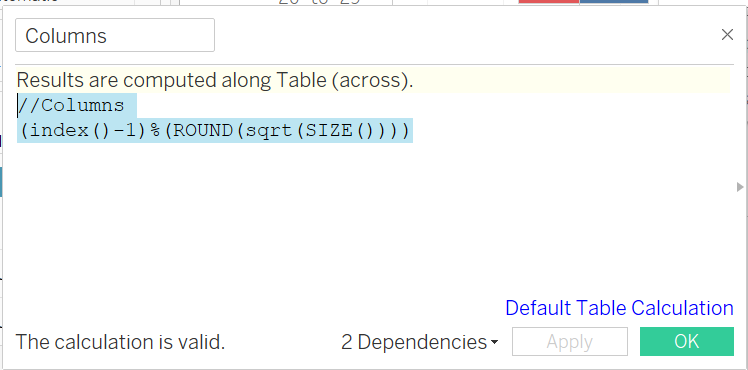 Columns
Results are computed along Table (across).
//Columns
(index()-1)%(ROUND(sqrt(SIZE())))
Default Table Calculation
The calculation is valid.
2 Dependencies
Apply
OK